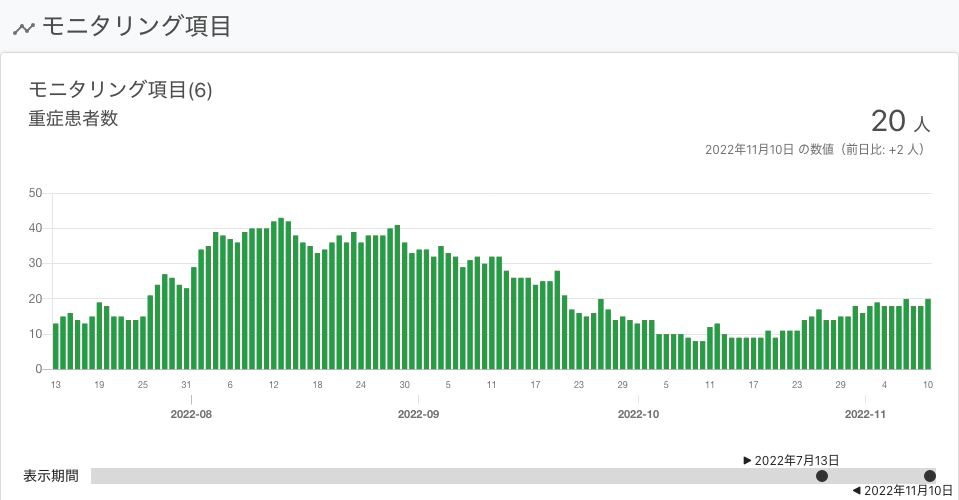 モニタリング項目
モニタリング項目(6)
重症患者数
20 人
2022年11月10日 の数値（前日比: +2 人）
50
40
30
20
10
0
13 19 25 31 6 12 18 24 30 5 11 17 23 29 5 11 17 23 29 4 10
2022-08 2022-09 2022-10 2022-11
▶ 2022年7月13日
表示期間
◀ 2022年11月10日